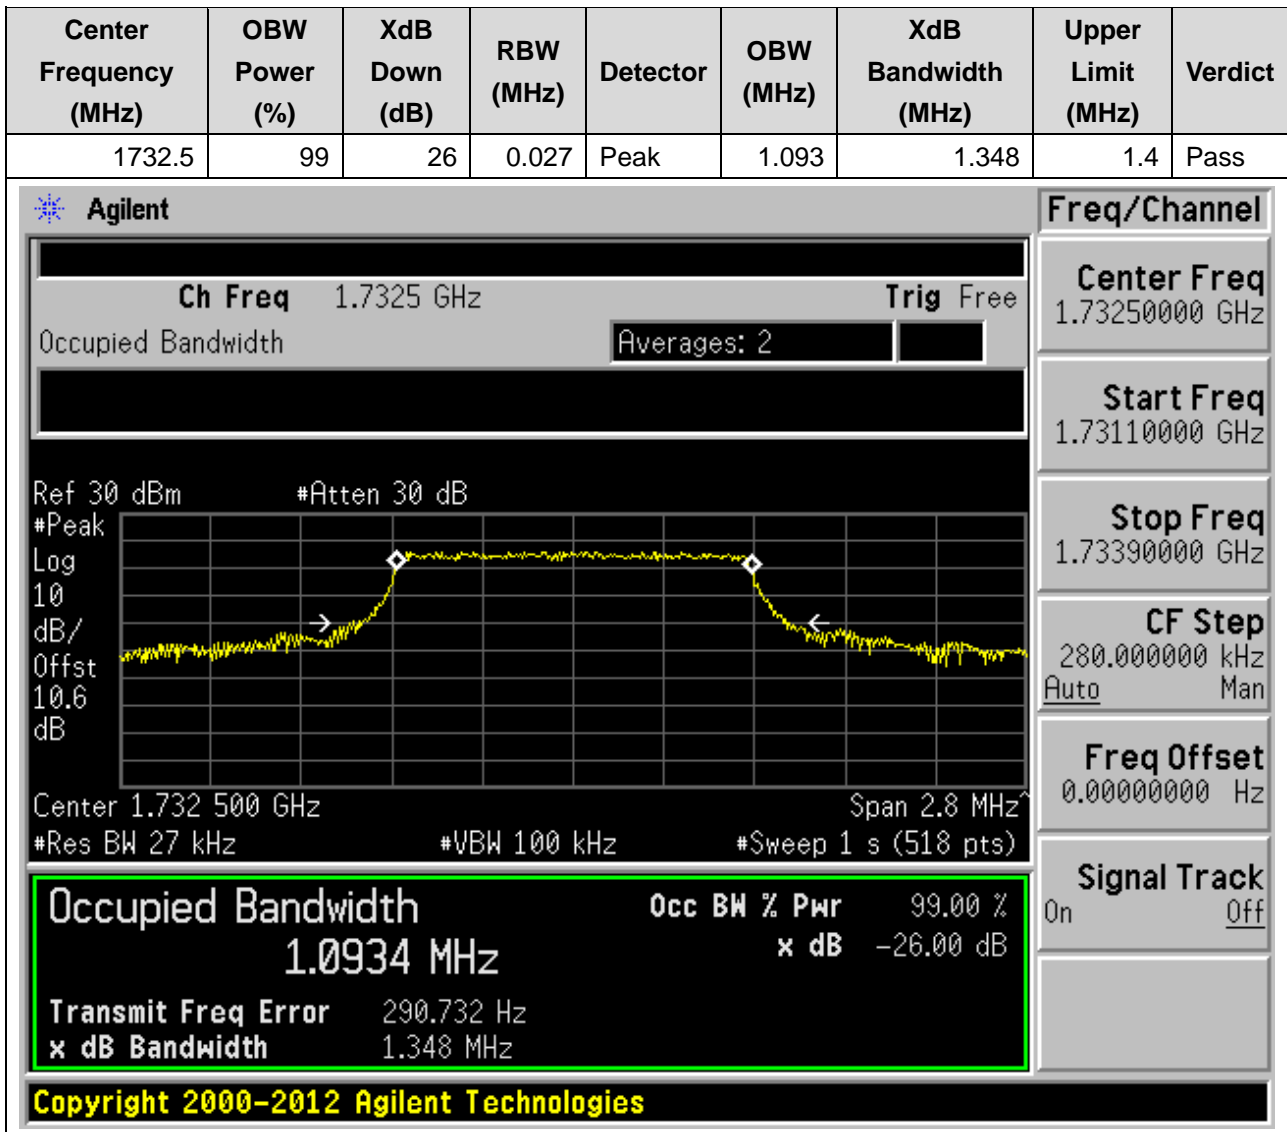 Center Frequency (MHz) | OBW Power (%) | XdB Down (dB) | RBW (MHz) | Detector | OBW (MHz) | XdB Bandwidth (MHz) | Upper Limit (MHz) | Verdict
1732.5 | 99 | 26 | 0.027 | Peak | 1.093 | 1.348 | 1.4 | Pass
Agilent
Freq/Channel
Ch Freq 1.7325 GHz Trig Free
Occupied Bandwidth Averages: 2
Center Freq
1.73250000 GHz
Start Freq
1.73110000 GHz
Stop Freq
1.73390000 GHz
CF Step
280.000000 kHz
Auto Man
Freq Offset
0.00000000 Hz
Signal Track
On Off
Ref 30 dBm #Atten 30 dB
#Peak
Log
10
dB/
Offst
10.6
dB
Center 1.732 500 GHz Span 2.8 MHz^
#Res BW 27 kHz #VBW 100 kHz #Sweep 1 s (518 pts)
Occupied Bandwidth Occ BW % Pwr 99.00 %
1.0934 MHz x dB -26.00 dB
Transmit Freq Error 290.732 Hz
x dB Bandwidth 1.348 MHz
Copyright 2000-2012 Agilent Technologies